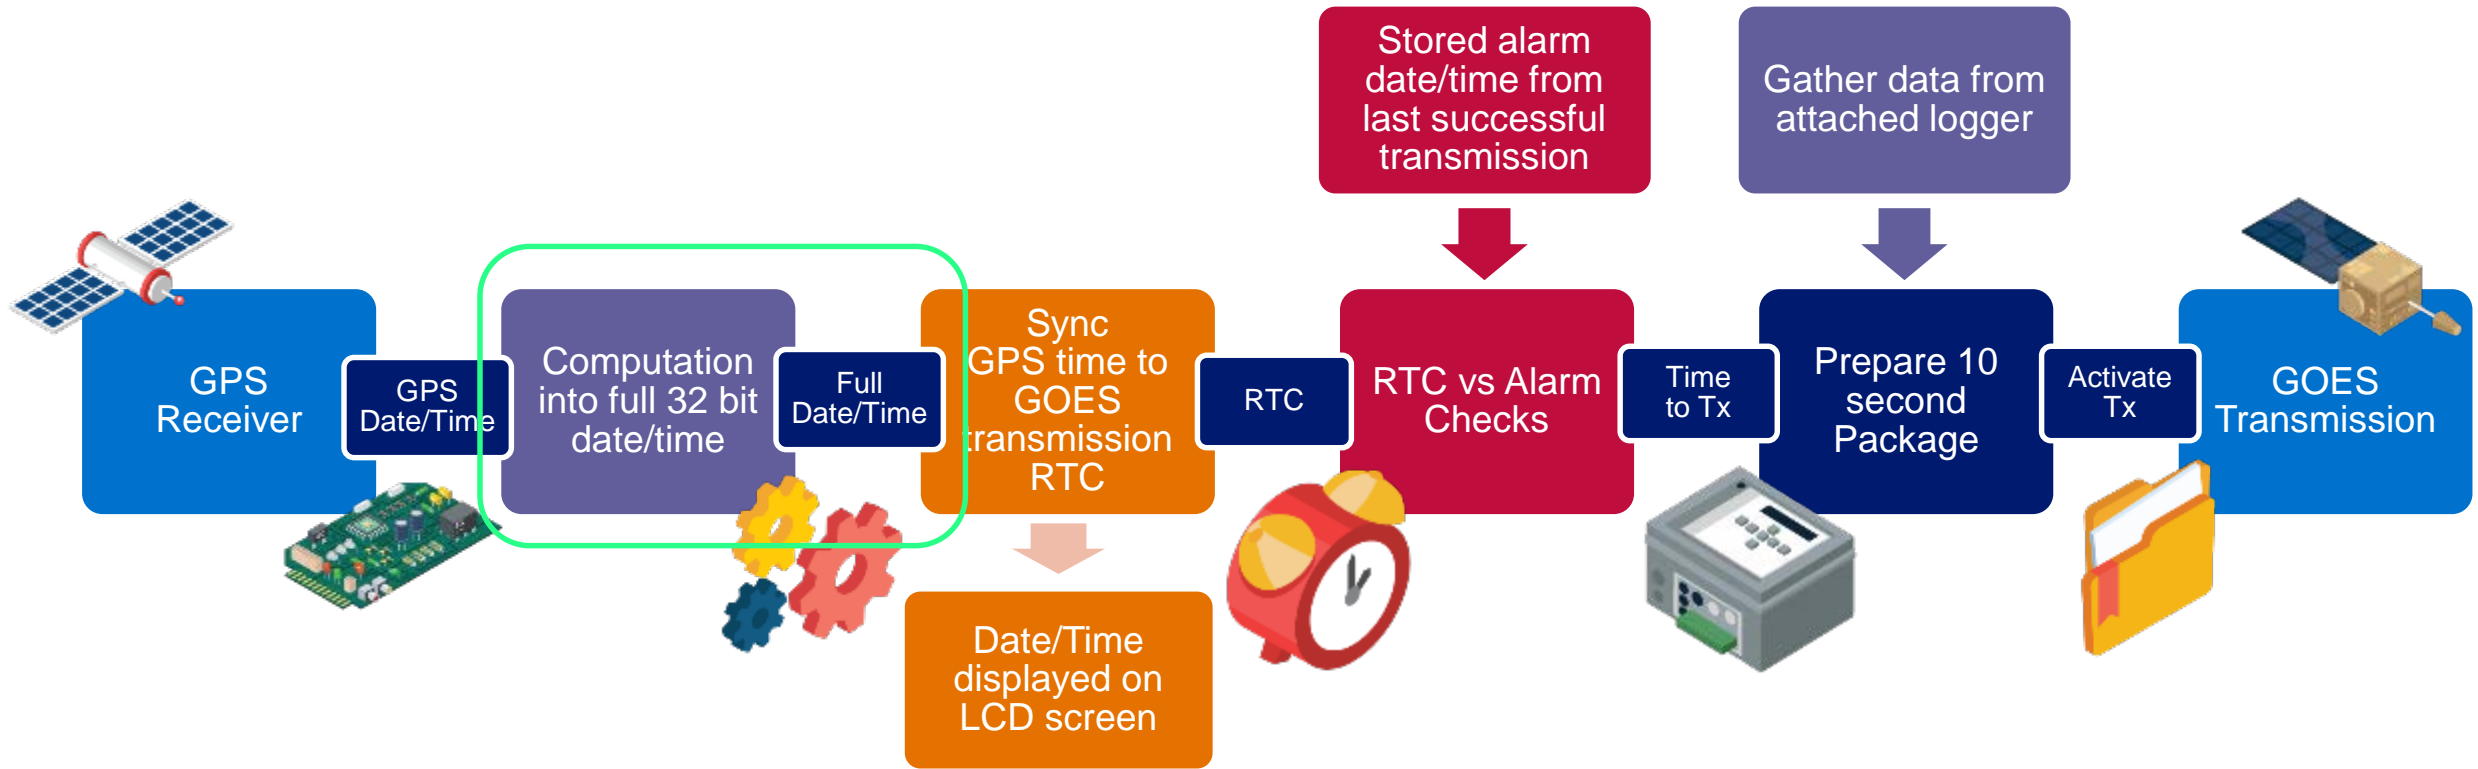 Stored alarm
date/time from
last successful
transmission
Gather data from
attached logger
GPS
Receiver
GPS
Date/Time
Computation
into full 32 bit
date/time
Full
Date/Time
Sync
GPS time to
GOES
transmission
RTC
RTC
RTC vs Alarm
Checks
Time
to Tx
Prepare 10
second
Package
Activate
Tx
GOES
Transmission
Date/Time
displayed on
LCD screen